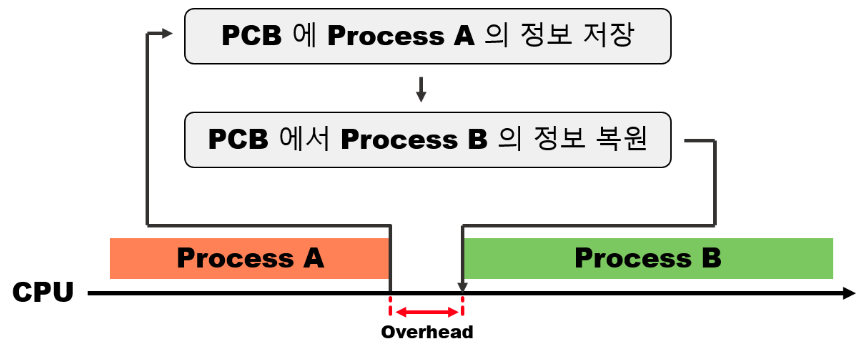 PCB 에 Process A 의 정보 저장
PCB 에서 Process B 의 정보 복원
Process A
Process B
CPU
Overhead